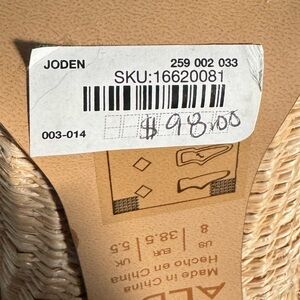 JODEN 259 002 033
SKU:16620081
003-014 $98.00
8 38.5 5.5
US EUR UK
Hecho en China
Made in China